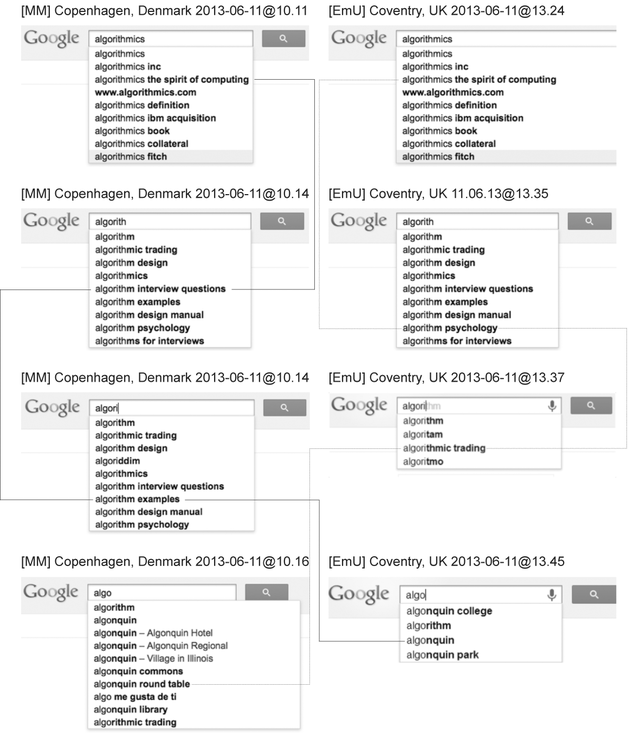 [MM] Copenhagen, Denmark 2013-06-11@10.11
Google
algorithmics
algorithmics
algorithmics inc
algorithmics the spirit of computing
www.algorithmics.com
algorithmics definition
algorithmics ibm acquisition
algorithmics book
algorithmics collateral
algorithmics fitch
[EmU] Coventry, UK 2013-06-11@13.24
Google
algorithmics
algorithmics
algorithmics inc
algorithmics the spirit of computing
www.algorithmics.com
algorithmics definition
algorithmics ibm acquisition
algorithmics book
algorithmics collateral
algorithmics fitch
[MM] Copenhagen, Denmark 2013-06-11@10.14
Google
algorith
algorithm
algorithmic trading
algorithm design
algorithmics
algorithm interview questions
algorithm examples
algorithm design manual
algorithm psychology
algorithms for interviews
[EmU] Coventry, UK 11.06.13@13.35
Google
algorith
algorithm
algorithmic trading
algorithm design
algorithmics
algorithm interview questions
algorithm examples
algorithm design manual
algorithm psychology
algorithms for interviews
[MM] Copenhagen, Denmark 2013-06-11@10.14
Google
algori
algorithm
algorithmic trading
algorithm design
algoriddim
algorithmics
algorithm interview questions
algorithm examples
algorithm design manual
algorithm psychology
[EmU] Coventry, UK 2013-06-11@13.37
Google
algorithm
algorithm
algoritam
algorithmic trading
algoritmo
[MM] Copenhagen, Denmark 2013-06-11@10.16
Google
algo
algorithm
algonquin
algonquin – Algonquin Hotel
algonquin – Algonquin Regional
algonquin – Village in Illinois
algonquin commons
algonquin round table
algo me gusta de ti
algonquin library
algorithmic trading
[EmU] Coventry, UK 2013-06-11@13.45
Google
algo
algonquin college
algorithm
algonquin
algonquin park